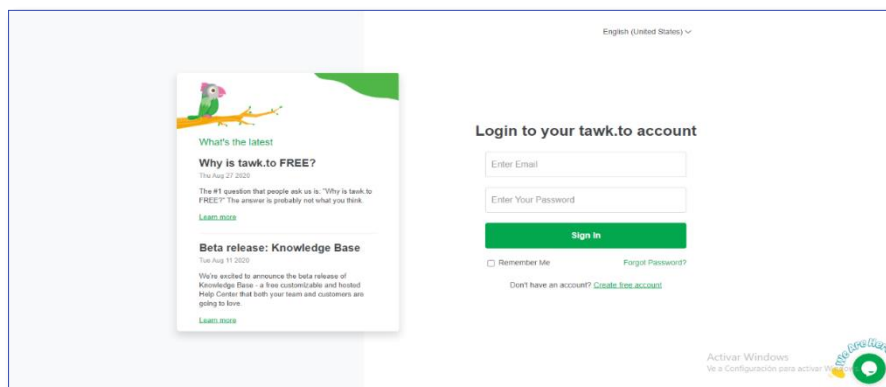 English (United States)
What's the latest
Why is tawk.to FREE?
Thu Aug 27 2020
The #1 question that people ask us is: "Why is tawk.to
FREE?" The answer is probably not what you think.
Learn more
Beta release: Knowledge Base
Tue Aug 11 2020
We're excited to announce the beta release of
Knowledge Base - a free customizable and hosted
Help Center that both your team and customers are
going to love.
Learn more
Login to your tawk.to account
Enter Email
Enter Your Password
Sign In
Remember Me
Forgot Password?
Don't have an account? Create free account
Activar Windows
Ve a Configuración para activar
We Are Here